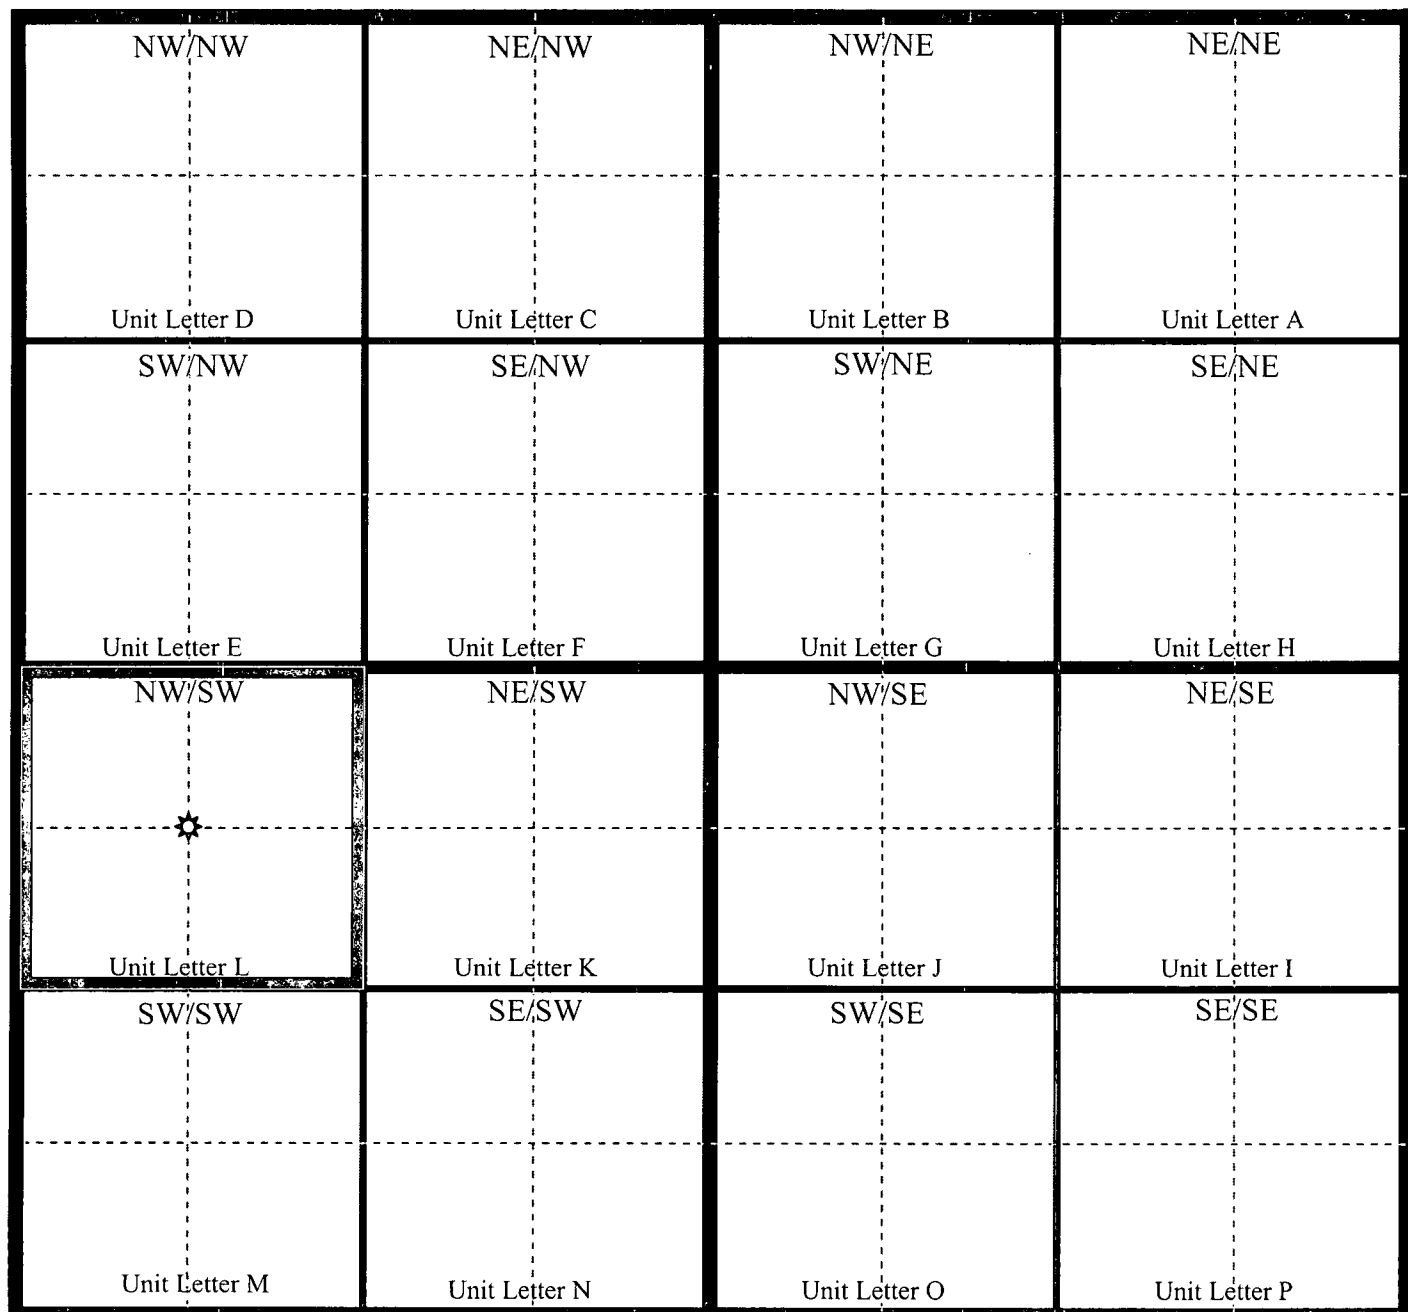 NW/NW NE/NW NW/NE NE/NE
Unit Letter D Unit Letter C Unit Letter B Unit Letter A
SW/NW SE/NW SW/NE SE/NE
Unit Letter E Unit Letter F Unit Letter G Unit Letter H
NW/SW NE/SW NW/SE NE/SE
Unit Letter L Unit Letter K Unit Letter J Unit Letter I
SW/SW SE/SW SW/SE SE/SE
Unit Letter M Unit Letter N Unit Letter O Unit Letter P